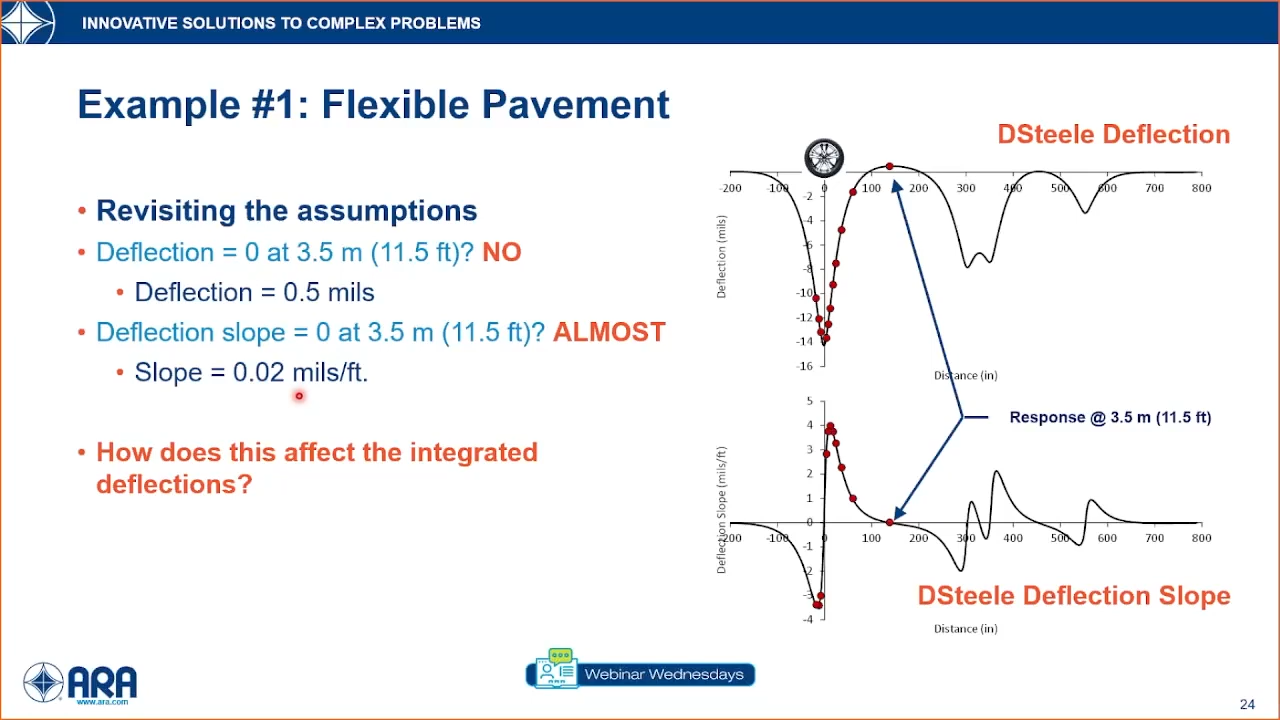 INNOVATIVE SOLUTIONS TO COMPLEX PROBLEMS
Example #1: Flexible Pavement
• Revisiting the assumptions
• Deflection = 0 at 3.5 m (11.5 ft)? NO
• Deflection = 0.5 mils
• Deflection slope = 0 at 3.5 m (11.5 ft)? ALMOST
• Slope = 0.02 mils/ft.
• How does this affect the integrated
deflections?
DSteele Deflection
-200 -100 0 100 200 300 400 500 600 700 800
-2
-4
-6
-8
-10
-12
-14
-16
Deflection (mils)
Distance (in)
Response @ 3.5 m (11.5 ft)
5
4
3
2
1
0
-1
-2
-3
-4
-200 -100 0 100 200 300 400 500 600 700 800
Deflection Slope (mils/ft)
DSteele Deflection Slope
Distance (in)
ARA
www.ara.com
Webinar Wednesdays
24